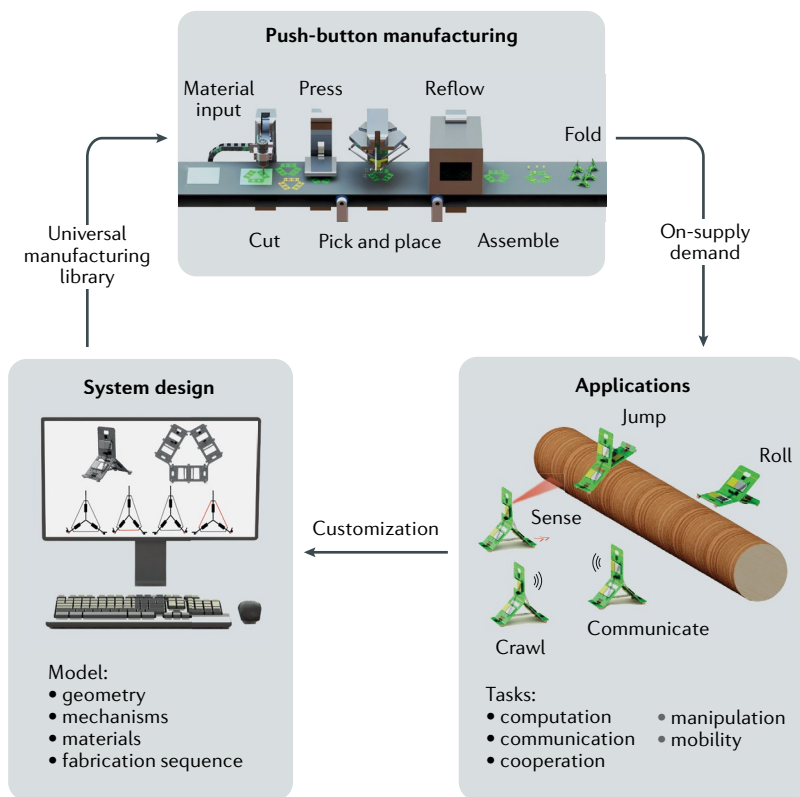 Push-button manufacturing
Material
input
Press
Reflow
Fold
Cut
Pick and place
Assemble
Universal
manufacturing
library
On-supply
demand
System design
Model:
• geometry
• mechanisms
• materials
• fabrication sequence
Customization
Applications
Jump
Roll
Sense
Communicate
Crawl
Tasks:
• computation
• communication
• cooperation
• manipulation
• mobility